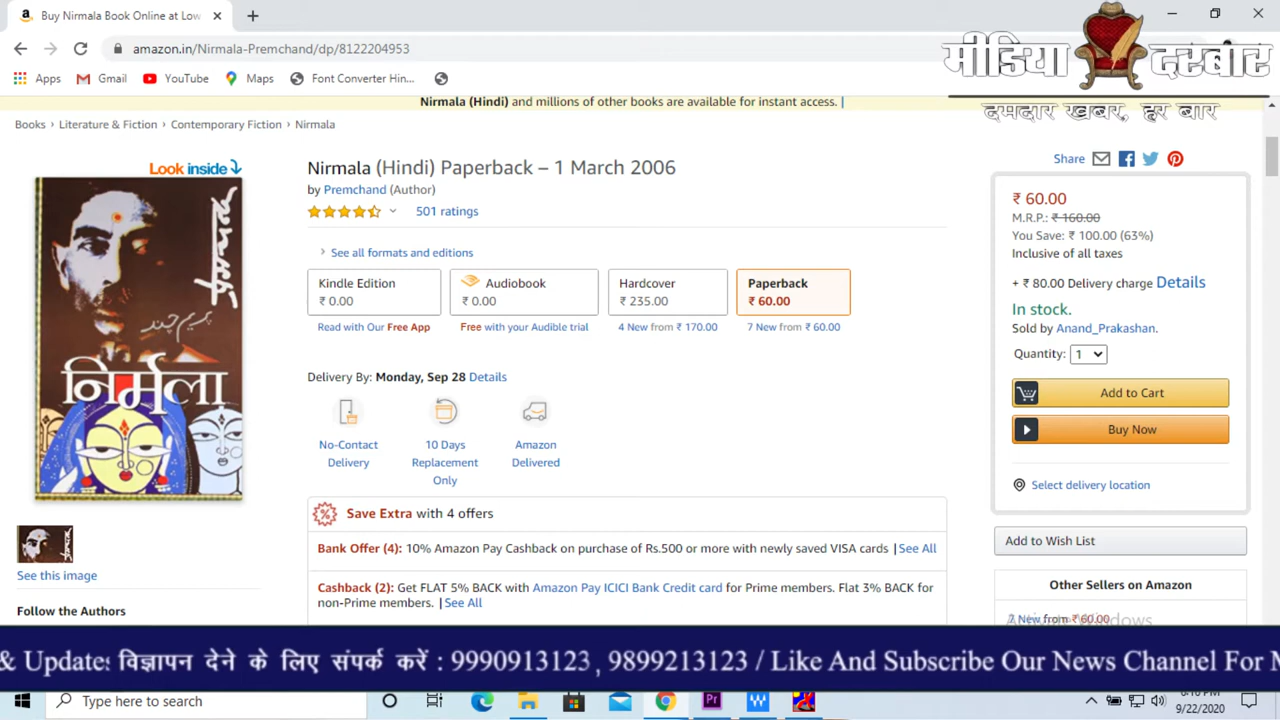 Buy Nirmala Book Online at Low
amazon.in/Nirmala-Premchand/dp/8122204953
Apps Gmail YouTube Maps Font Converter Hin...
मीडिया दरबार
दमदार खबर, हर बार
Nirmala (Hindi) and millions of other books are available for instant access. |
Books › Literature & Fiction › Contemporary Fiction › Nirmala
Look inside
प्रेमचंद
پریم چند
निर्मला
See this image
Follow the Authors
Nirmala (Hindi) Paperback – 1 March 2006
by Premchand (Author)
501 ratings
See all formats and editions
Kindle Edition
₹ 0.00
Read with Our Free App
Audiobook
₹ 0.00
Free with your Audible trial
Hardcover
₹ 235.00
4 New from ₹ 170.00
Paperback
₹ 60.00
7 New from ₹ 60.00
Delivery By: Monday, Sep 28 Details
No-Contact
Delivery
10 Days
Replacement
Only
Amazon
Delivered
Save Extra with 4 offers
Bank Offer (4): 10% Amazon Pay Cashback on purchase of Rs.500 or more with newly saved VISA cards | See All
Cashback (2): Get FLAT 5% BACK with Amazon Pay ICICI Bank Credit card for Prime members. Flat 3% BACK for
non-Prime members. | See All
Share
₹ 60.00
M.R.P.: ₹ 160.00
You Save: ₹ 100.00 (63%)
Inclusive of all taxes
+ ₹ 80.00 Delivery charge Details
In stock.
Sold by Anand_Prakashan.
Quantity: 1
Add to Cart
Buy Now
Select delivery location
Add to Wish List
Other Sellers on Amazon
7 New from ₹ 60.00
& Updates विज्ञापन देने के लिए संपर्क करें : 9990913123 , 9899213123 / Like And Subscribe Our News Channel For
Type here to search
9/22/2020